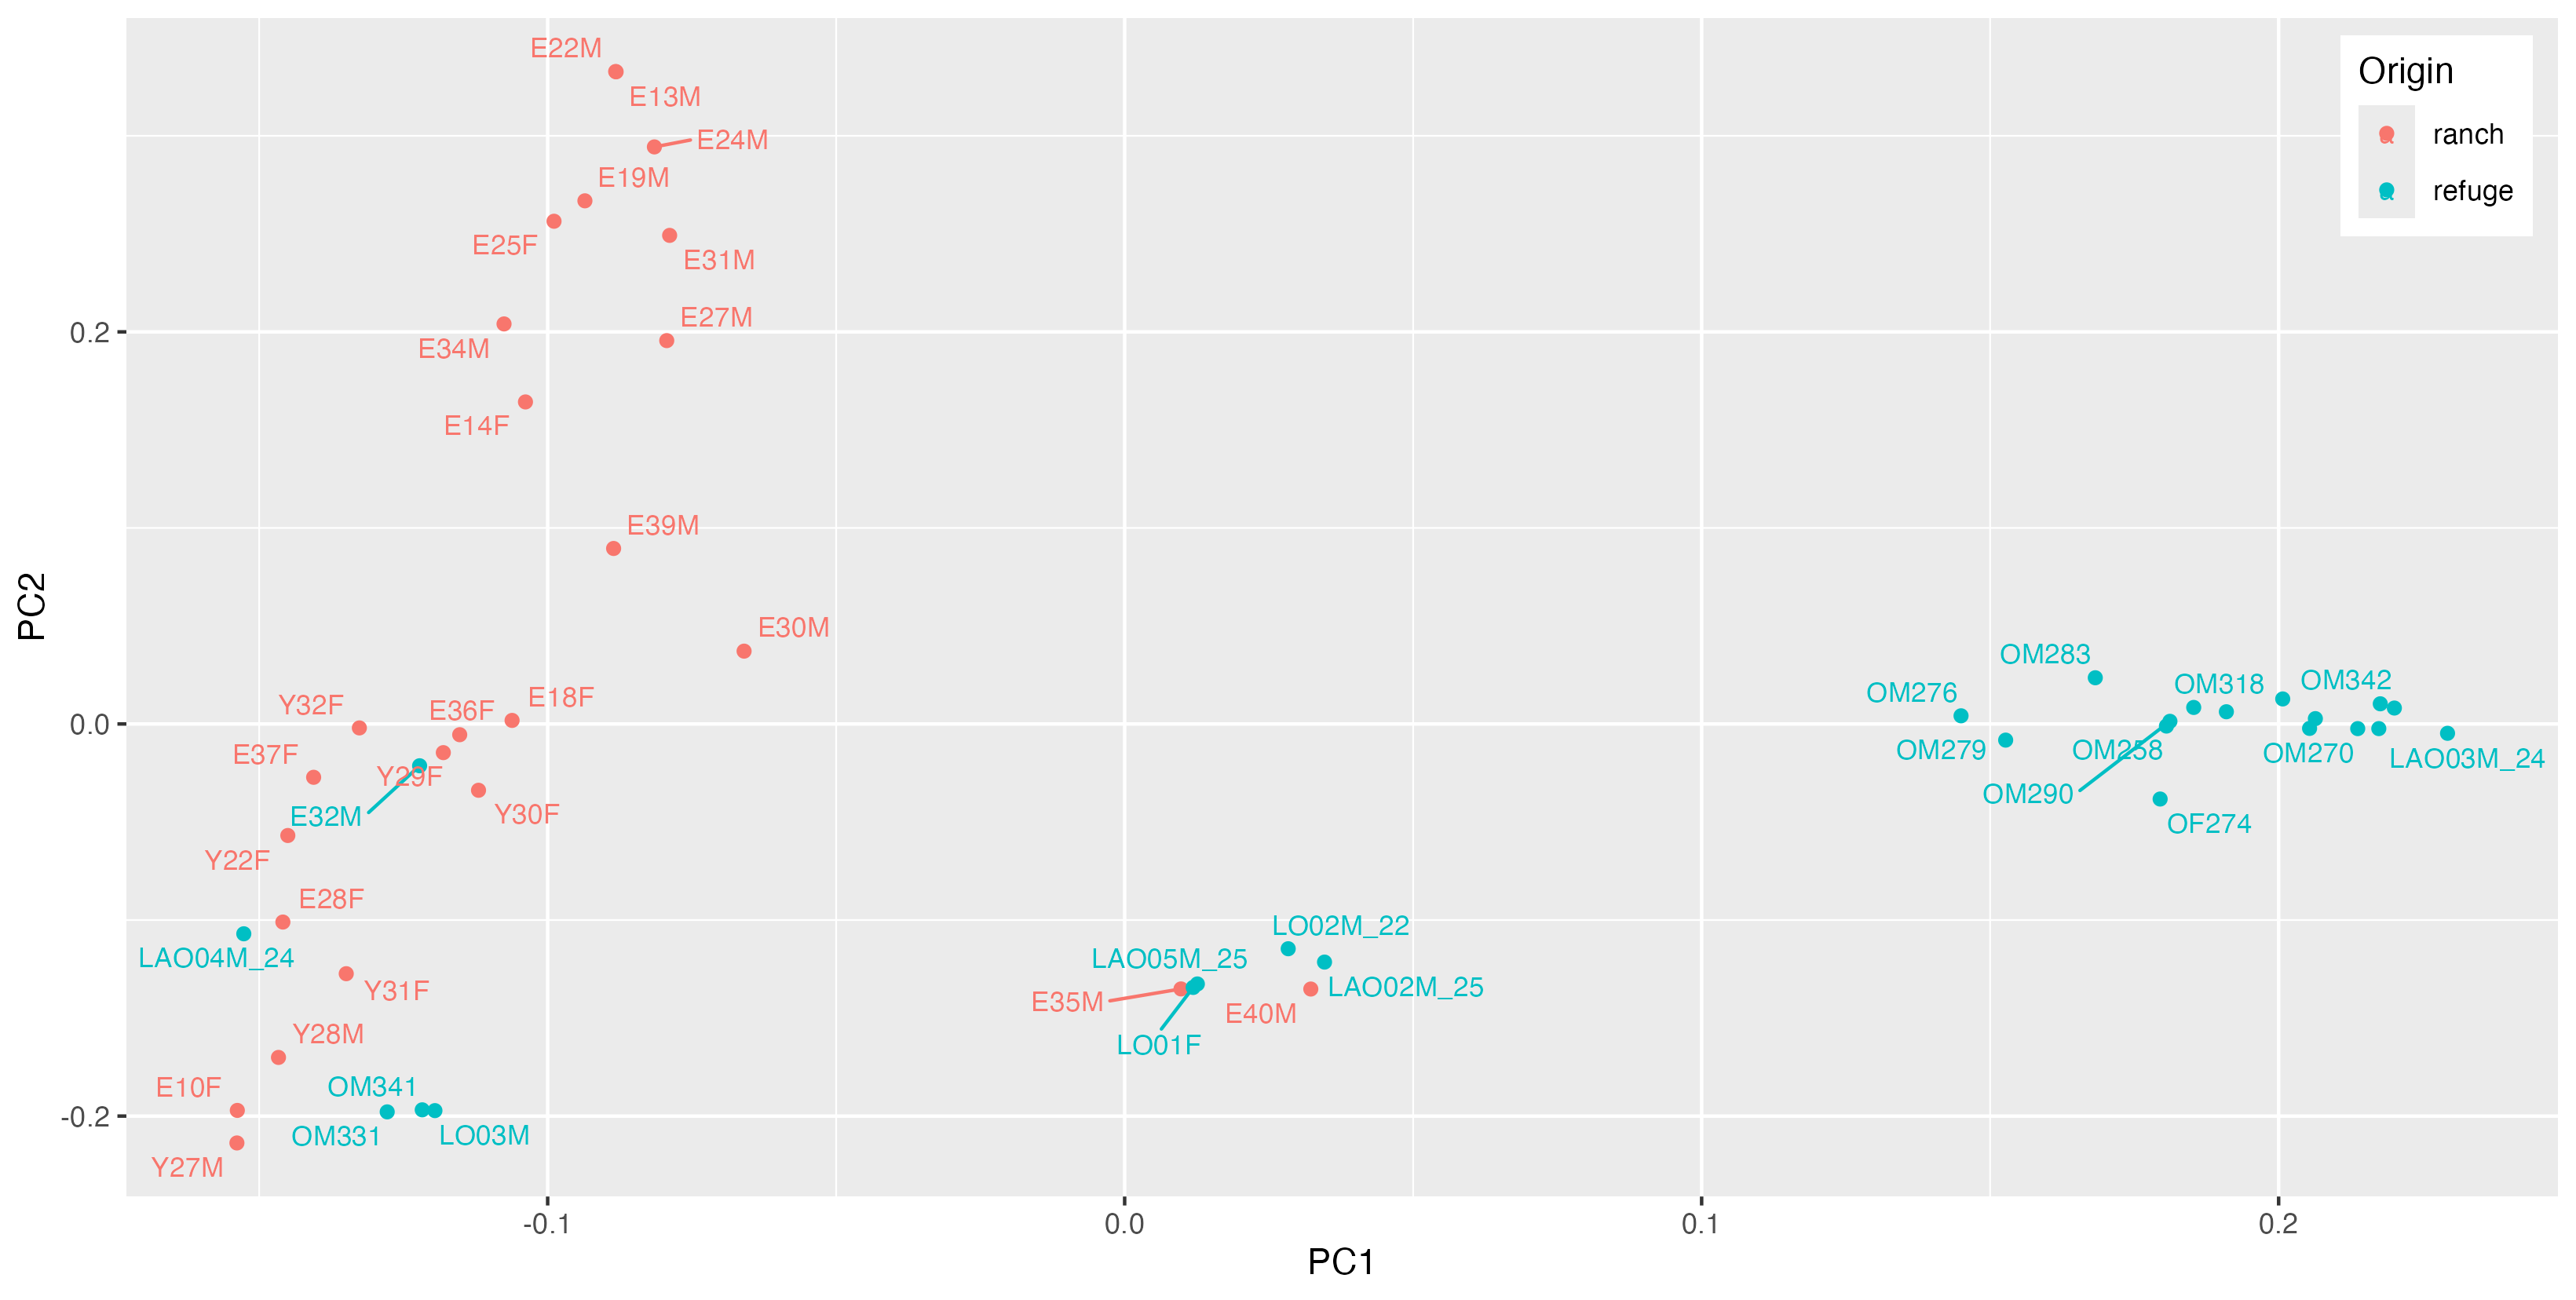 E22M
E13M
E24M
E19M
E25F
E31M
E27M
E34M
E14F
E39M
E30M
Y32F
E36F
E18F
E37F
Y29F
E32M
Y30F
Y22F
E28F
LAO04M_24
Y31F
Y28M
E10F
OM341
OM331
LO03M
Y27M
LO02M_22
LAO05M_25
LAO02M_25
E35M
E40M
LO01F
OM283
OM276
OM318
OM342
OM279
OM258
OM270
LAO03M_24
OM290
OF274
Origin
ranch
refuge
0.2
0.0
-0.2
PC2
-0.1
0.0
0.1
0.2
PC1